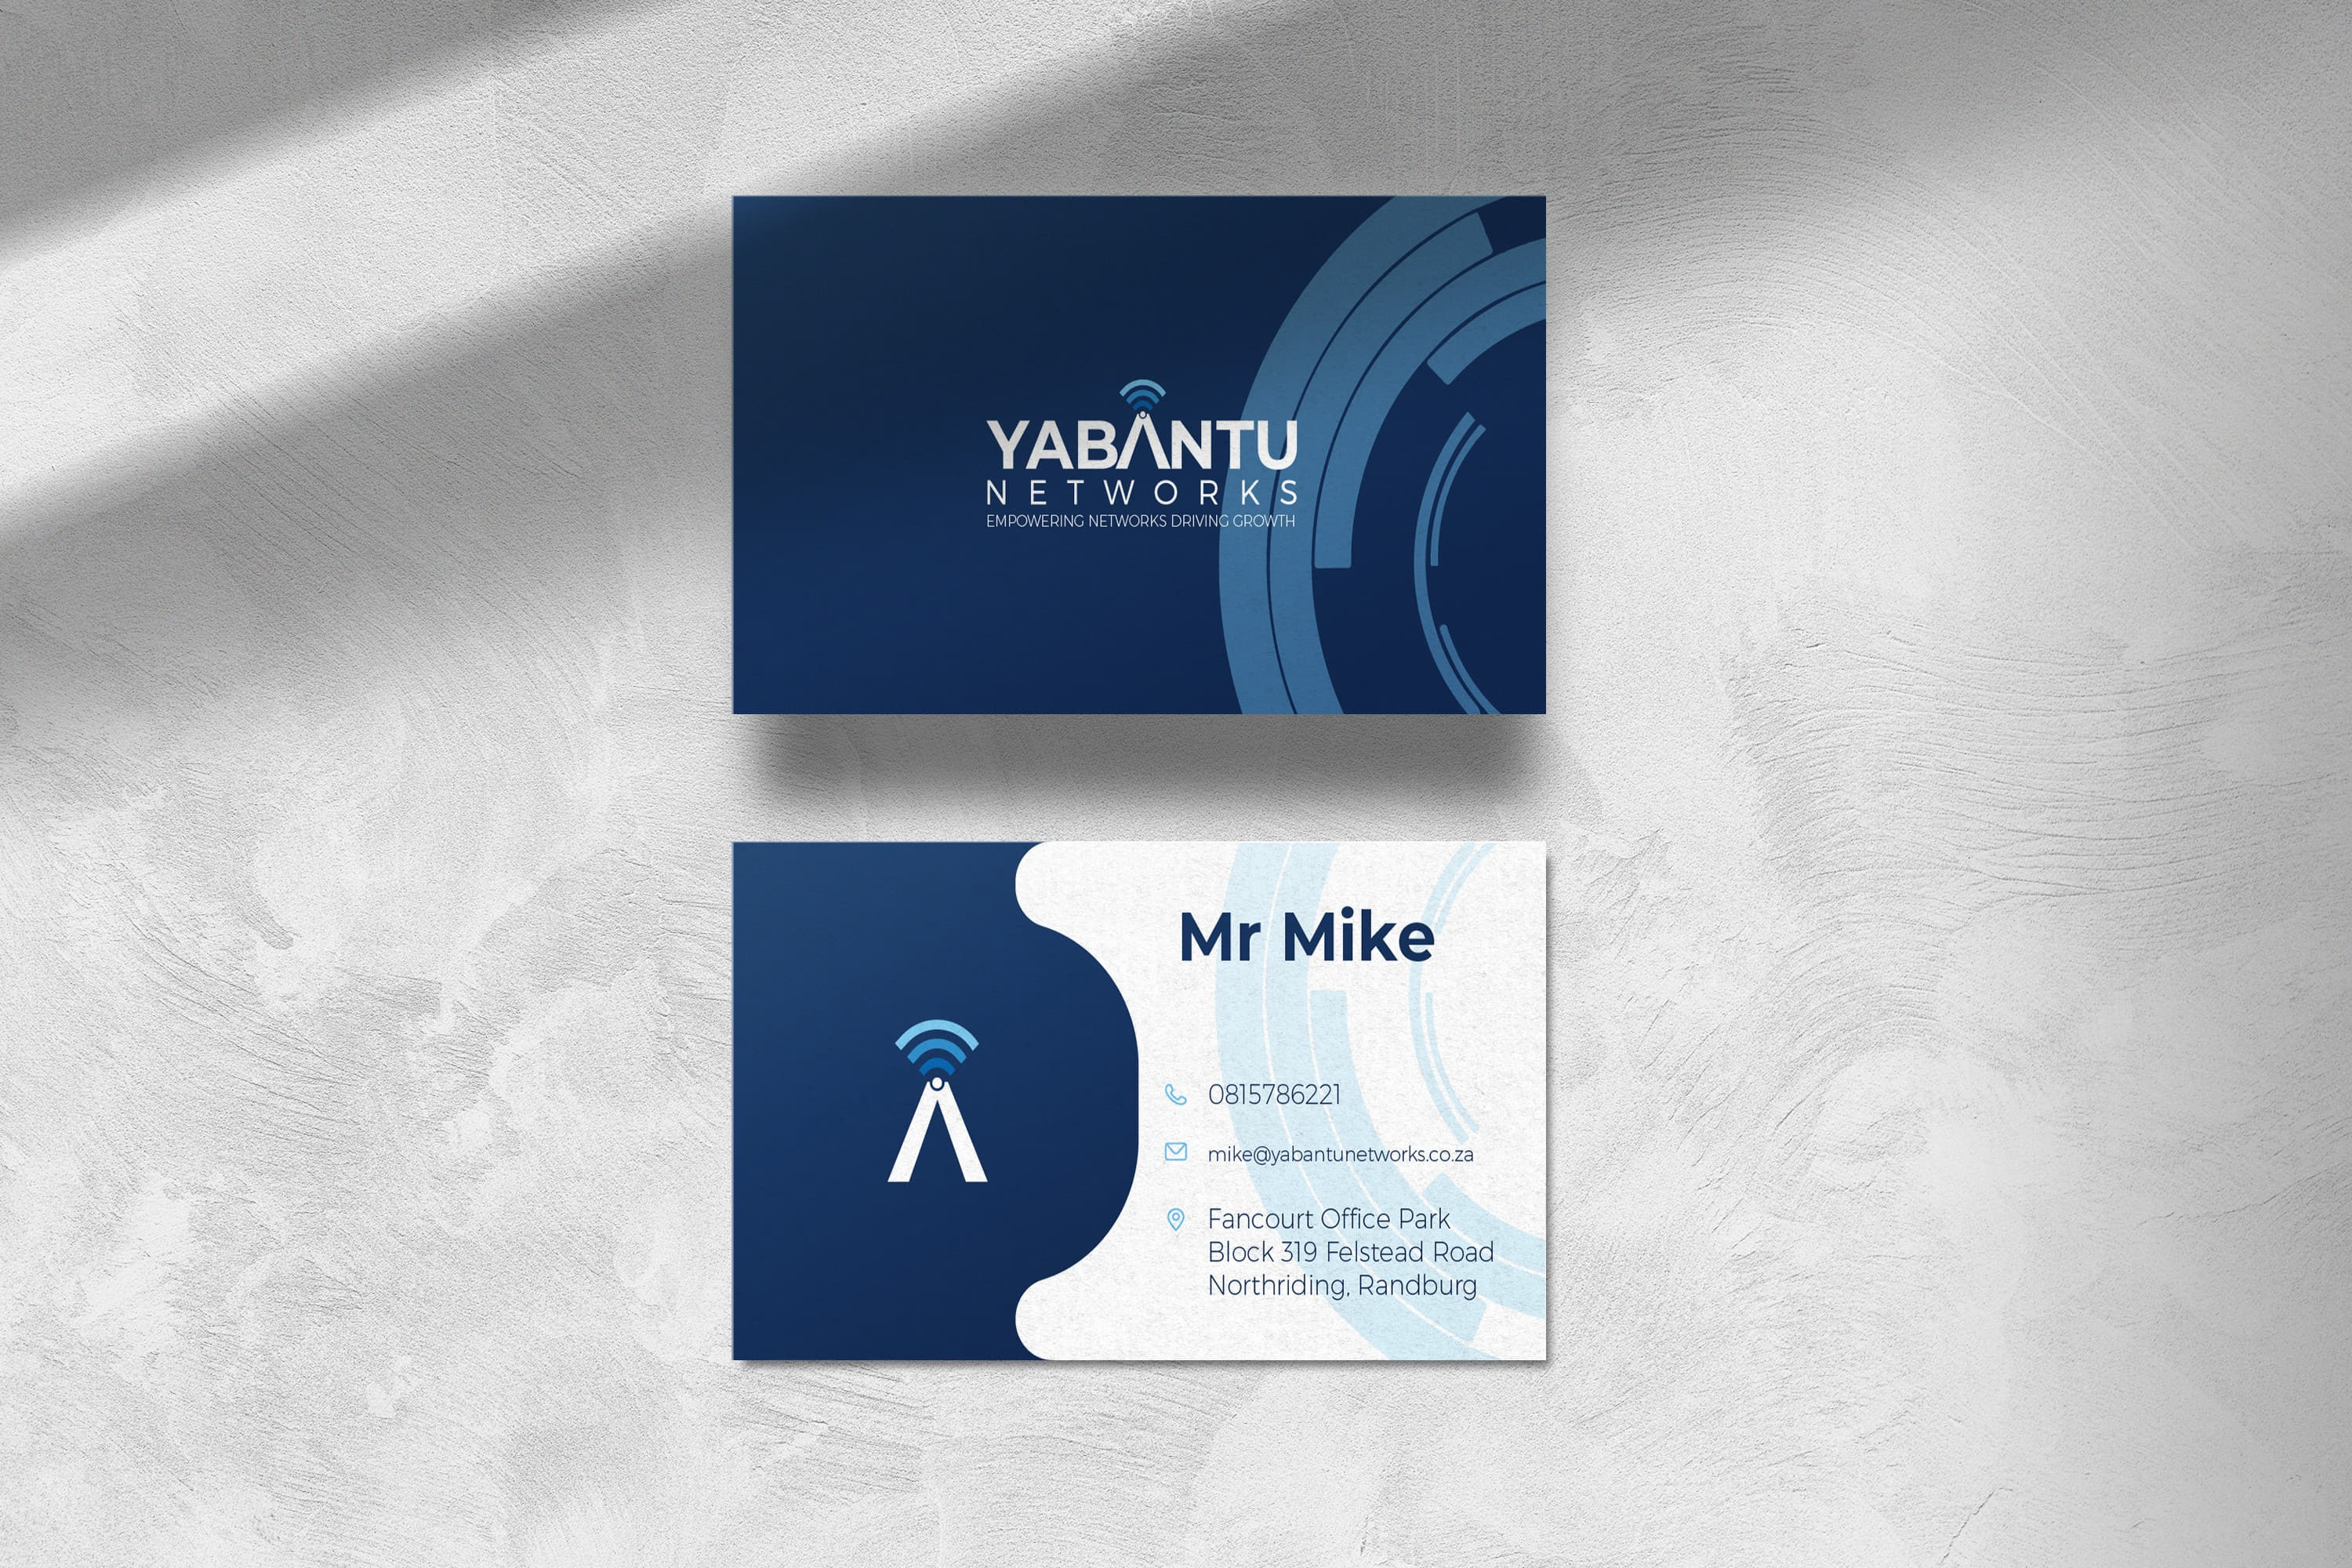 YABANTU
NETWORKS
EMPOWERING NETWORKS DRIVING GROWTH
Mr Mike
0815786221
mike@yabantunetworks.co.za
Fancourt Office Park
Block 319 Felstead Road
Northriding, Randburg